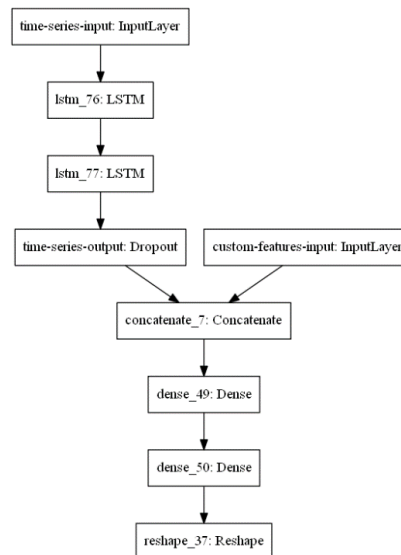 time-series-input: InputLayer
lstm_76: LSTM
lstm_77: LSTM
time-series-output: Dropout
custom-features-input: InputLayer
concatenate_7: Concatenate
dense_49: Dense
dense_50: Dense
reshape_37: Reshape